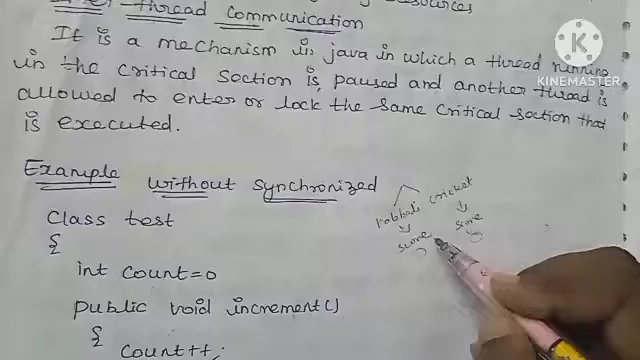 Inter-thread communication
It is a mechanism in java in which a thread running
in the critical section is paused and another thread is
allowed to enter or lock the same critical section that
is executed.
Example without synchronized
kabbadi cricket
score score
Class test
{
int count=0
public void increment()
{
count++;
KINEMASTER